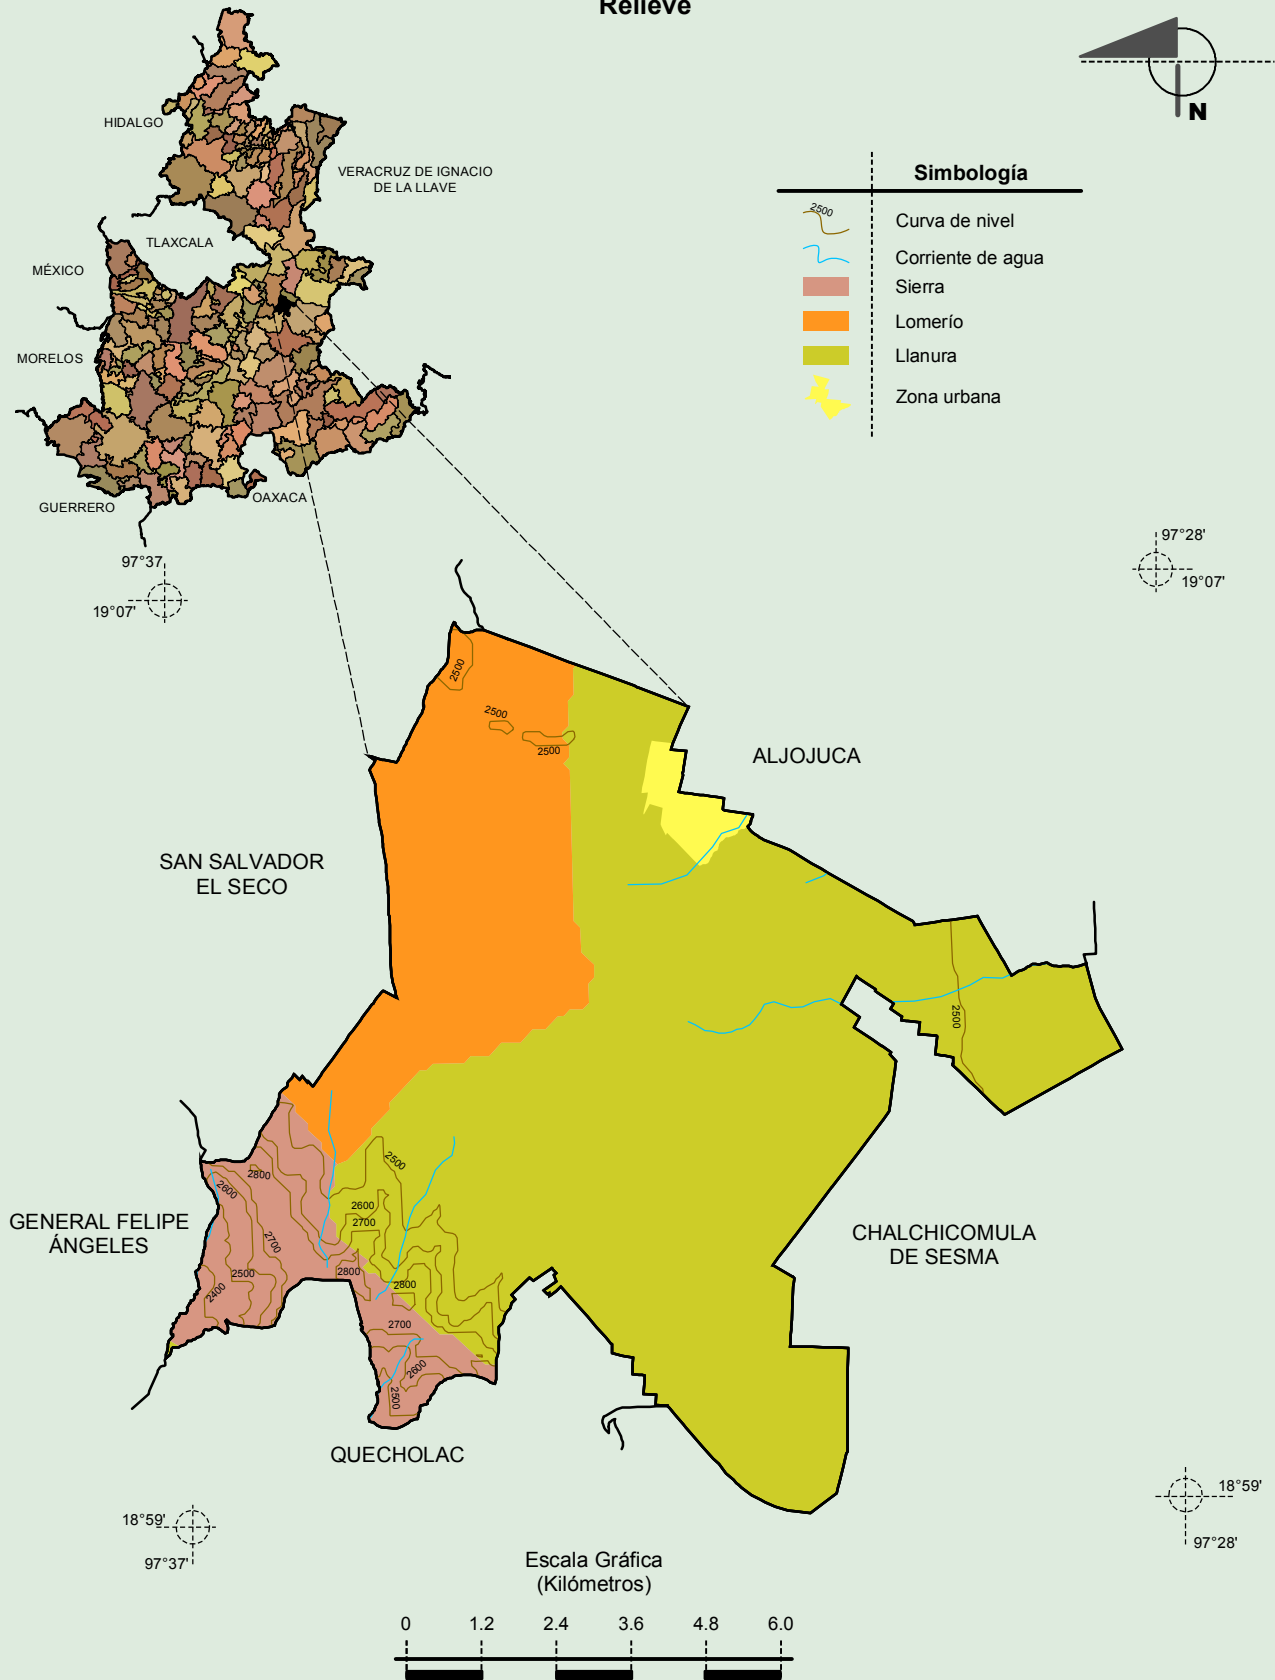 Relieve
N
HIDALGO
VERACRUZ DE IGNACIO
DE LA LLAVE
TLAXCALA
MÉXICO
MORELOS
GUERRERO
OAXACA
Simbología
2500
Curva de nivel
Corriente de agua
Sierra
Lomerío
Llanura
Zona urbana
97°37'
19°07'
97°28'
19°07'
2500
2500
2500
ALJOJUCA
SAN SALVADOR
EL SECO
2500
2500
2800
2600
2600
2700
2700
2500
2400
2800
2800
2700
2600
2500
GENERAL FELIPE
ÁNGELES
CHALCHICOMULA
DE SESMA
QUECHOLAC
18°59'
97°37'
18°59'
97°28'
Escala Gráfica
(Kilómetros)
0 1.2 2.4 3.6 4.8 6.0